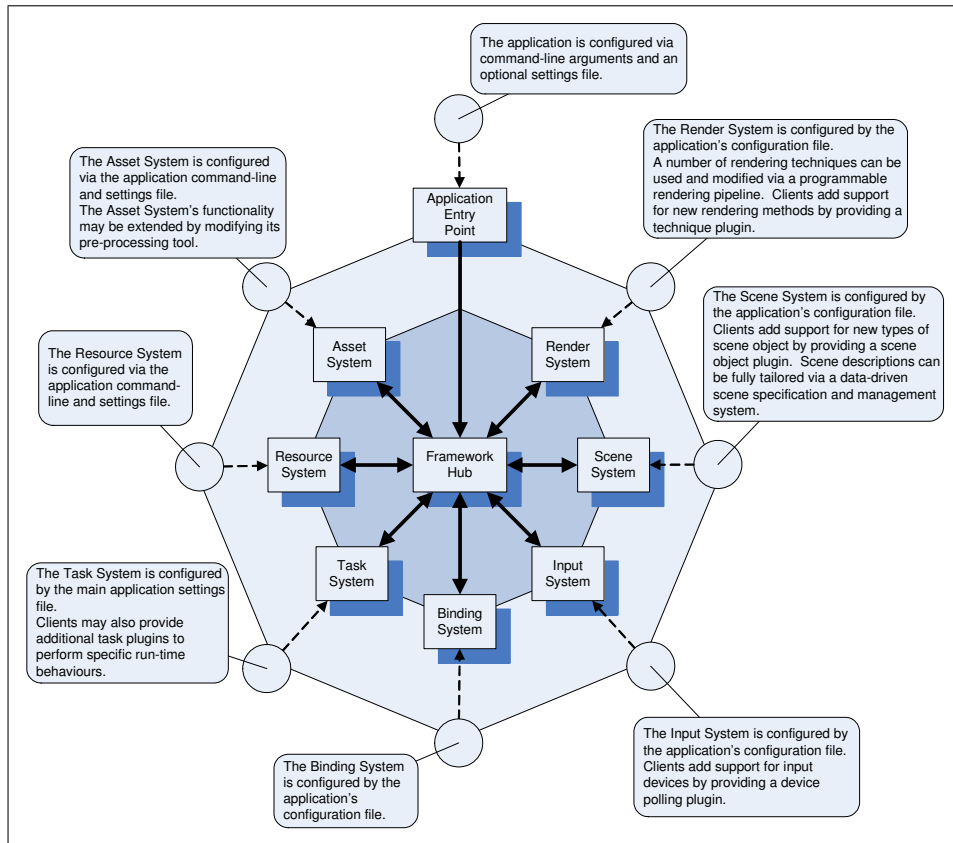 The application is configured via
command-line arguments and an
optional settings file.
The Render System is configured by the
application's configuration file.
A number of rendering techniques can be
used and modified via a programmable
rendering pipeline.  Clients add support
for new rendering methods by providing a
technique plugin.
The Asset System is configured
via the application command-line
and settings file.
The Asset System's functionality
may be extended by modifying its
pre-processing tool.
Application
Entry
Point
The Scene System is configured by
the application's configuration file.
Clients add support for new types of
scene object by providing a scene
object plugin.  Scene descriptions can
be fully tailored via a data-driven
scene specification and management
system.
Asset
System
Render
System
The Resource System
is configured via the
application command-
line and settings file.
Resource
System
Framework
Hub
Scene
System
Task
System
Input
System
Binding
System
The Task System is configured
by the main application settings
file.
Clients may also provide
additional task plugins to
perform specific run-time
behaviours.
The Binding System
is configured by the
application's
configuration file.
The Input System is configured by
the application's configuration file.
Clients add support for input
devices by providing a device
polling plugin.